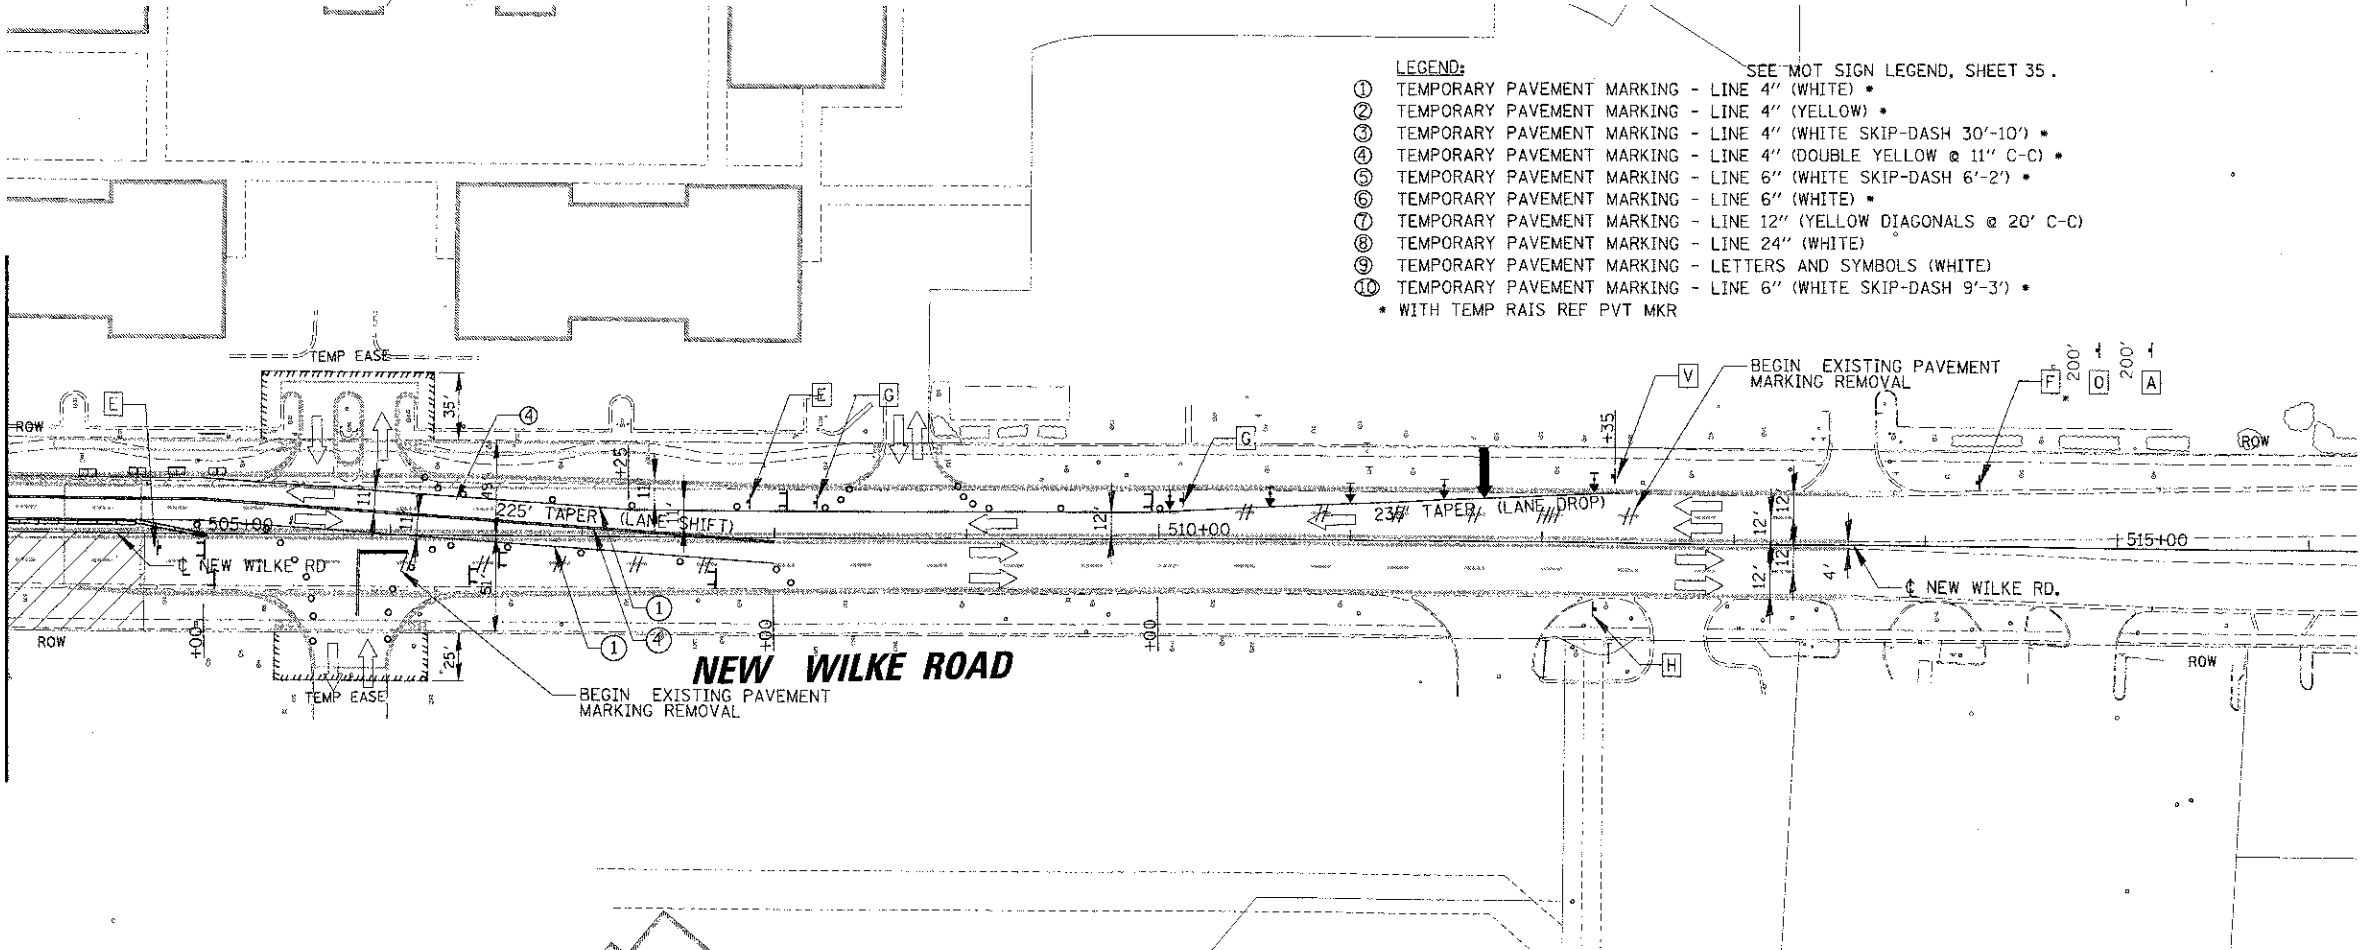 LEGEND:
SEE MOT SIGN LEGEND, SHEET 35.
① TEMPORARY PAVEMENT MARKING - LINE 4" (WHITE) *
② TEMPORARY PAVEMENT MARKING - LINE 4" (YELLOW) *
③ TEMPORARY PAVEMENT MARKING - LINE 4" (WHITE SKIP-DASH 30'-10') *
④ TEMPORARY PAVEMENT MARKING - LINE 4" (DOUBLE YELLOW @ 11" C-C) *
⑤ TEMPORARY PAVEMENT MARKING - LINE 6" (WHITE SKIP-DASH 6'-2') *
⑥ TEMPORARY PAVEMENT MARKING - LINE 6" (WHITE) *
⑦ TEMPORARY PAVEMENT MARKING - LINE 12" (YELLOW DIAGONALS @ 20' C-C)
⑧ TEMPORARY PAVEMENT MARKING - LINE 24" (WHITE)
⑨ TEMPORARY PAVEMENT MARKING - LETTERS AND SYMBOLS (WHITE)
⑩ TEMPORARY PAVEMENT MARKING - LINE 6" (WHITE SKIP-DASH 9'-3') *
* WITH TEMP RAIS REF PVT MKR
TEMP EASE
35'
E
④
E
G
G
V
BEGIN EXISTING PAVEMENT
MARKING REMOVAL
F
*
200'
O
200'
A
ROW
ROW
+25
+35
11'
49'
11'
11'
11'
12'
12'
12'
12'
12'
4'
225' TAPER (LANE SHIFT)
235' TAPER (LANE DROP)
505+00
510+00
515+00
℄ NEW WILKE RD
℄ NEW WILKE RD.
51'
①
④
①
+00
+00
+00
ROW
25'
TEMP EASE
NEW WILKE ROAD
BEGIN EXISTING PAVEMENT
MARKING REMOVAL
H
ROW